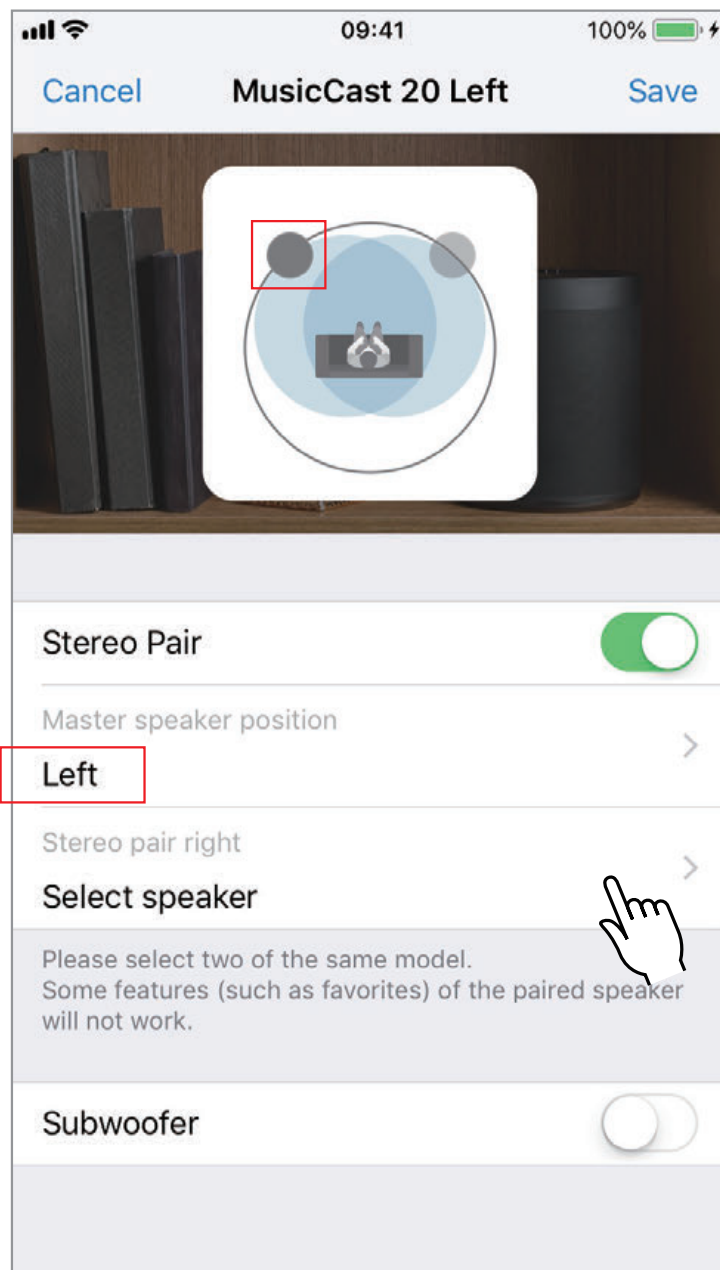 09:41
100%
Cancel
MusicCast 20 Left
Save
Stereo Pair
Master speaker position
Left
Stereo pair right
Select speaker
Please select two of the same model.
Some features (such as favorites) of the paired speaker
will not work.
Subwoofer